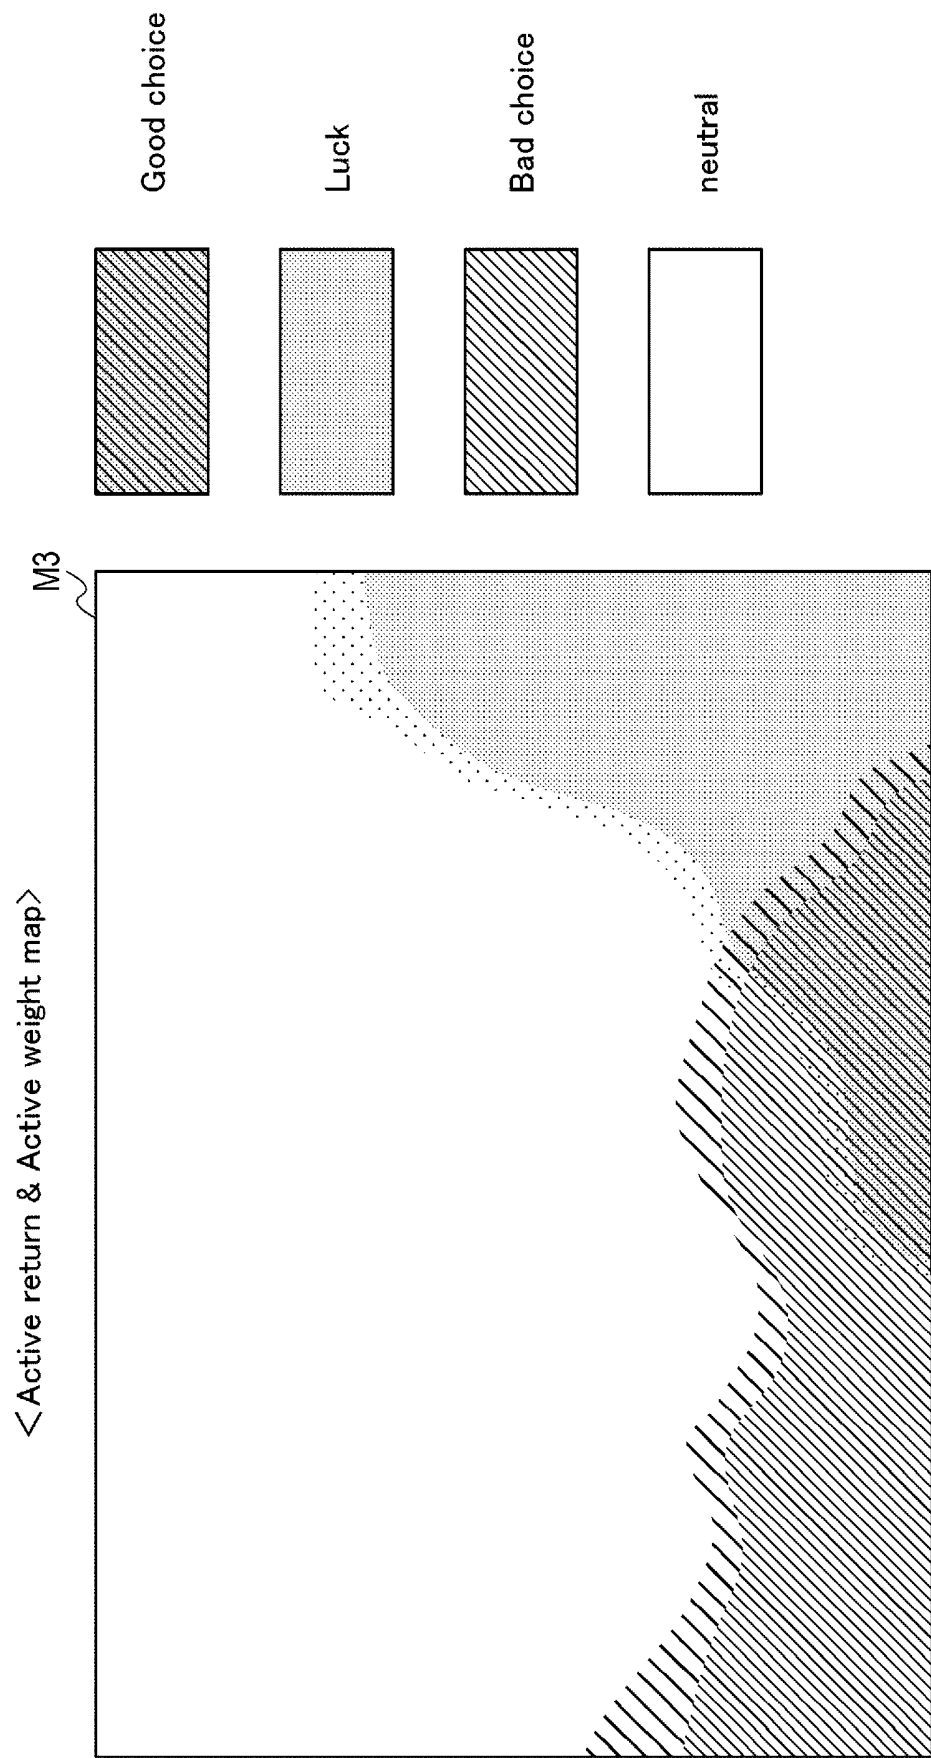 <Active return & Active weight map>
M3
Good choice
Luck
Bad choice
neutral